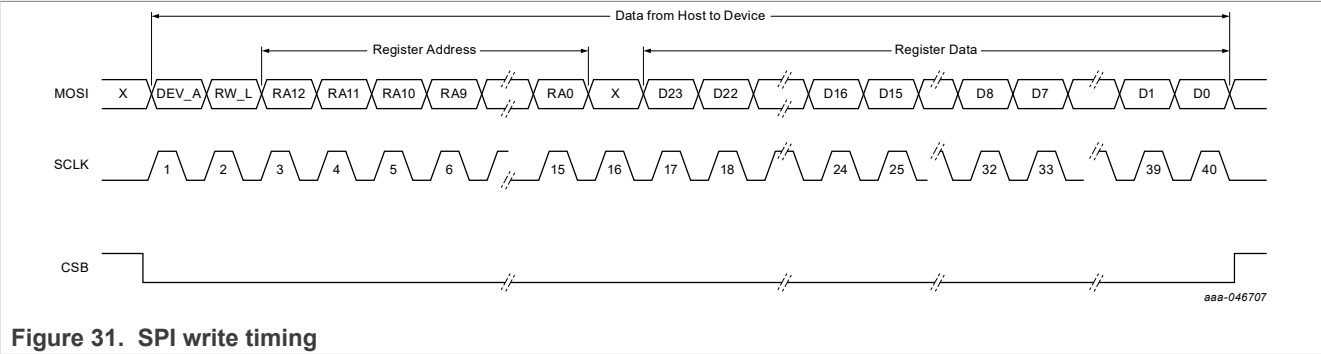 Data from Host to Device
Register Address
Register Data
MOSI X DEV_A RW_L RA12 RA11 RA10 RA9 RA0 X D23 D22 D16 D15 D8 D7 D1 D0
SCLK 1 2 3 4 5 6 15 16 17 18 24 25 32 33 39 40
CSB
aaa-046707
Figure 31. SPI write timing